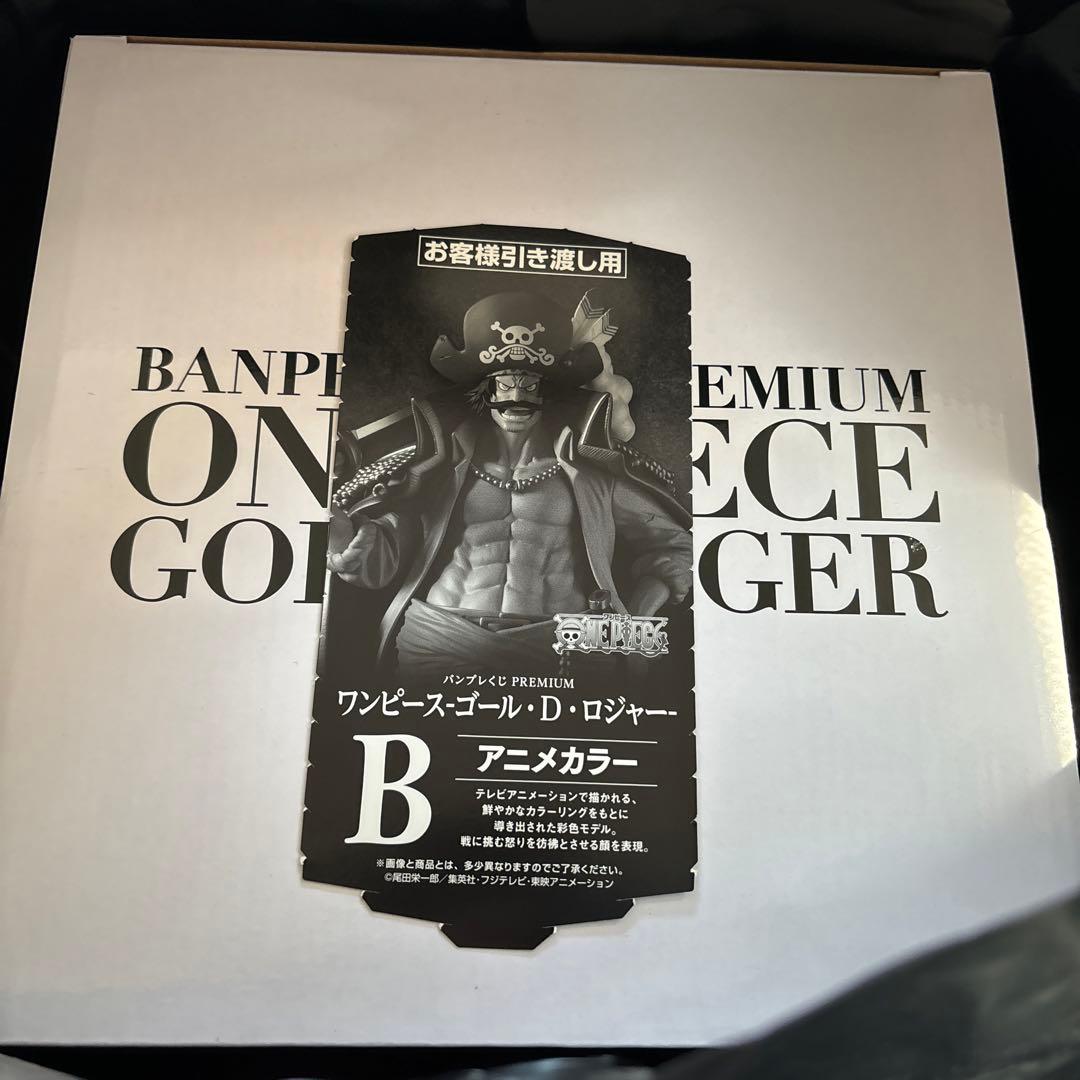 お客様引き渡し用
BANP EMIUM
ON ECE
GO GER
ワンピース
ONE PIECE
バンプレくじ PREMIUM
ワンピース-ゴール・D・ロジャー-
B
アニメカラー
テレビアニメーションで描かれる、
鮮やかなカラーリングをもとに
導き出された彩色モデル。
戦に挑む怒りを彷彿とさせる顔を表現。
※画像と商品とは、多少異なりますのでご了承ください。
©尾田栄一郎／集英社・フジテレビ・東映アニメーション